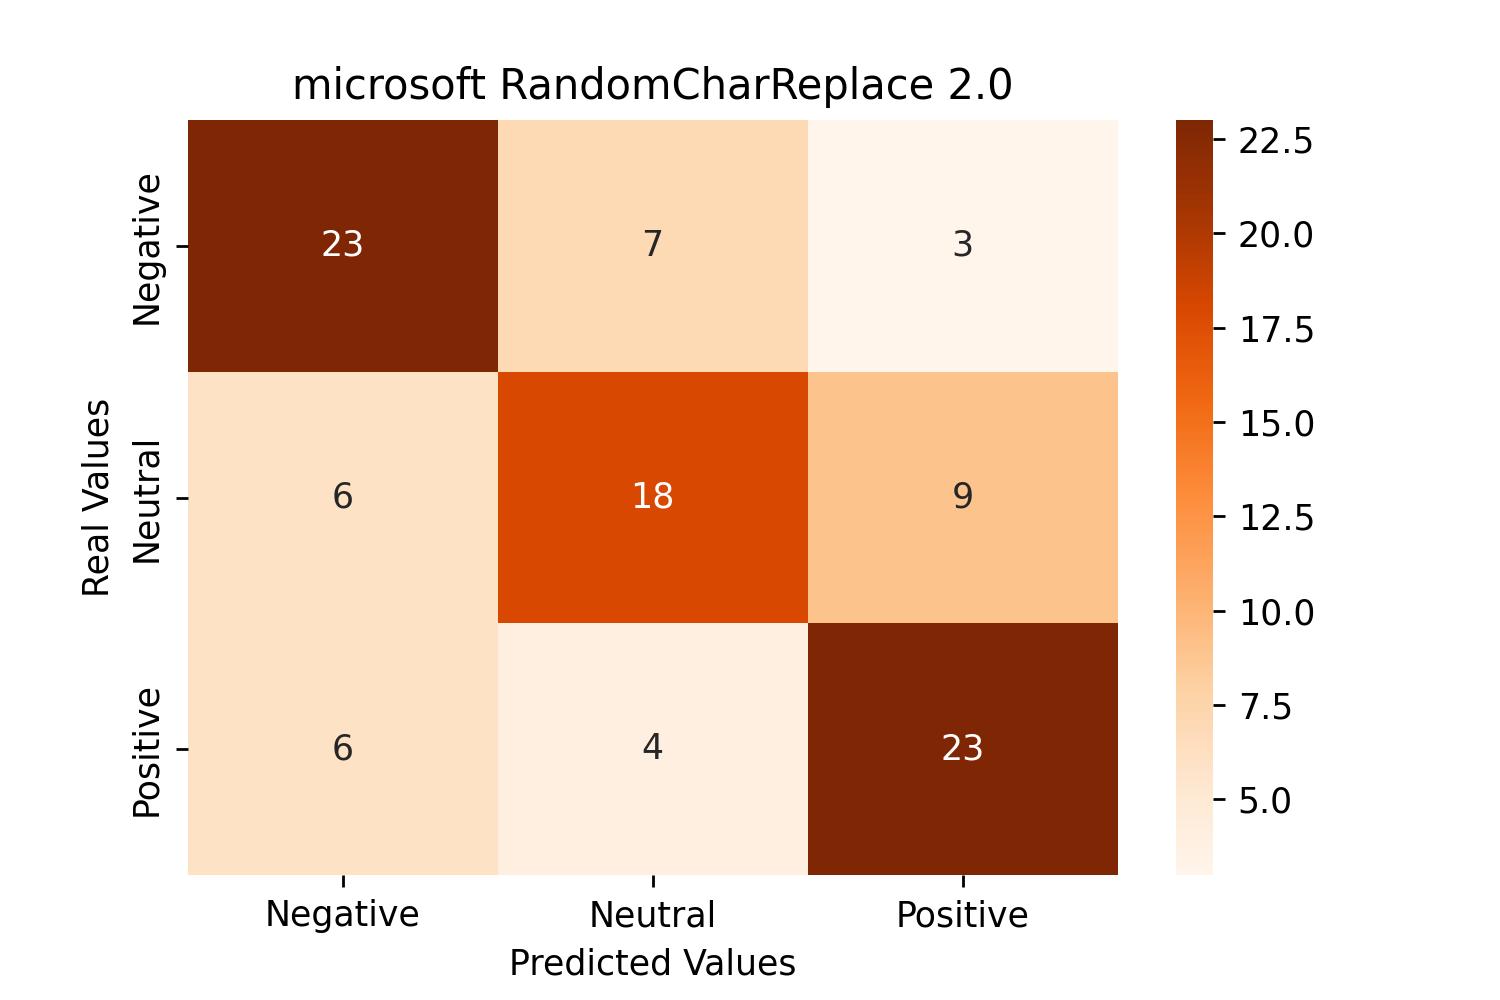 microsoft RandomCharReplace 2.0
Real Values
Negative
23 7 3
Neutral
6 18 9
Positive
6 4 23
Negative Neutral Positive
Predicted Values
22.5
20.0
17.5
15.0
12.5
10.0
7.5
5.0